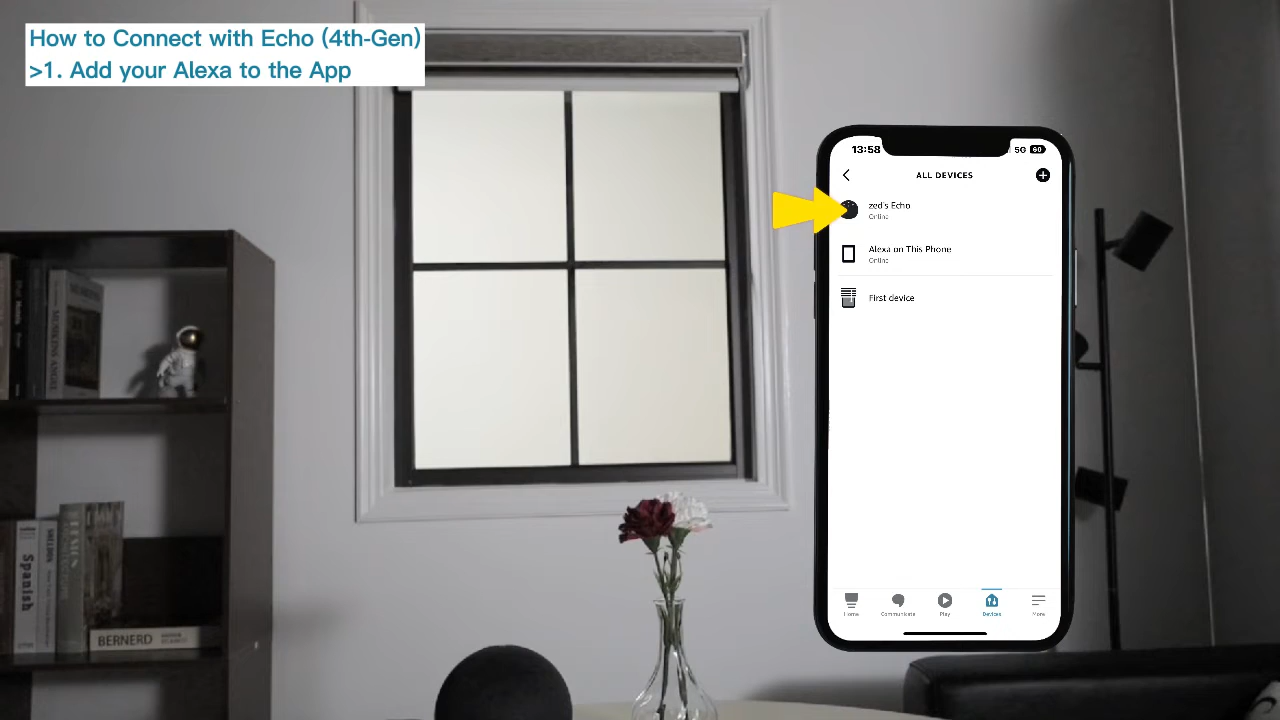 How to Connect with Echo (4th-Gen)
>1. Add your Alexa to the App
13:58
5G 60
ALL DEVICES
zed's Echo
Online
Alexa on This Phone
Online
First device
Home
Communicate
Play
Devices
More
Spanish
BERNERD